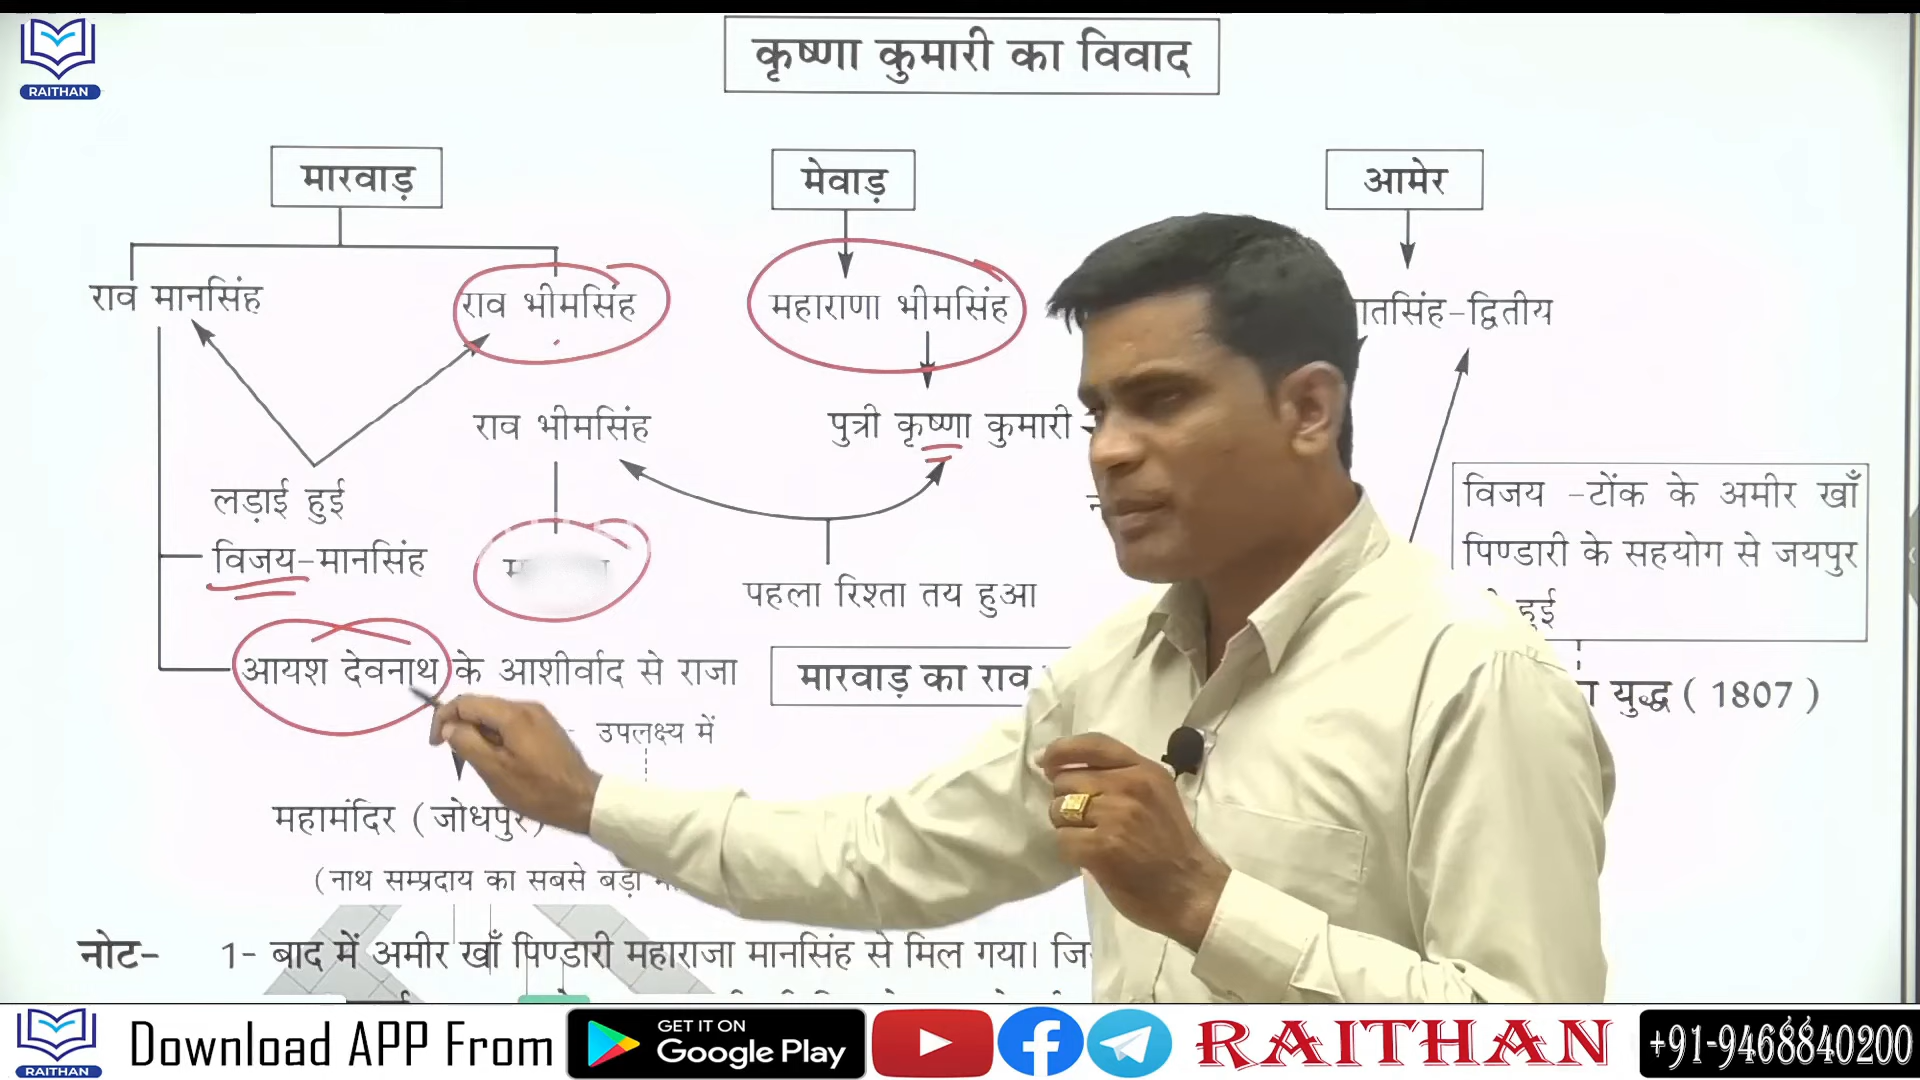 RAITHAN
कृष्णा कुमारी का विवाद
मारवाड़
मेवाड़
आमेर
राव मानसिंह
राव भीमसिंह
महाराणा भीमसिंह
द्वितीय
राव भीमसिंह
पुत्री कृष्णा कुमारी
लड़ाई हुई
विजय-मानसिंह
पहला रिश्ता तय हुआ
विजय -टोंक के अमीर खाँ
पिण्डारी के सहयोग से जयपुर
हुई
आयश देवनाथ के आशीर्वाद से राजा
मारवाड़ का राव
युद्ध ( 1807 )
उपलक्ष्य में
महामंदिर (जोधपुर)
(नाथ सम्प्रदाय का सबसे बड़ा
नोट- 1- बाद में अमीर खाँ पिण्डारी महाराजा मानसिंह से मिल गया।
RAITHAN
Download APP From
GET IT ON
Google Play
RAITHAN
+91-9468840200